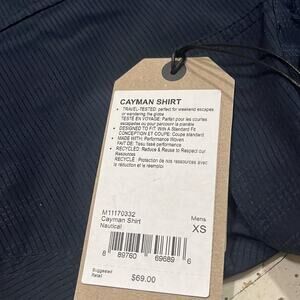 CAYMAN SHIRT
• TRAVEL-TESTED: perfect for weekend escapes
or wandering the globe
TESTÉ EN VOYAGE: Parfait pour les courtes
escapades ou pour parcourir la planète
• DESIGNED TO FIT: With A Standard Fit
CONCEPTION ET COUPE: Coupe standard
• MADE WITH: Performance Woven
FAIT DE: Tissu tissé performance
• RECYCLED: Reduce & Reuse to Respect our
Resources
RECYCLÉ: Protection de nos ressources avec
la réduction et le réemploi
M11170332
Cayman Shirt
Nautical
Mens
XS
8 89760 69689 6
Suggested
Retail
$69.00